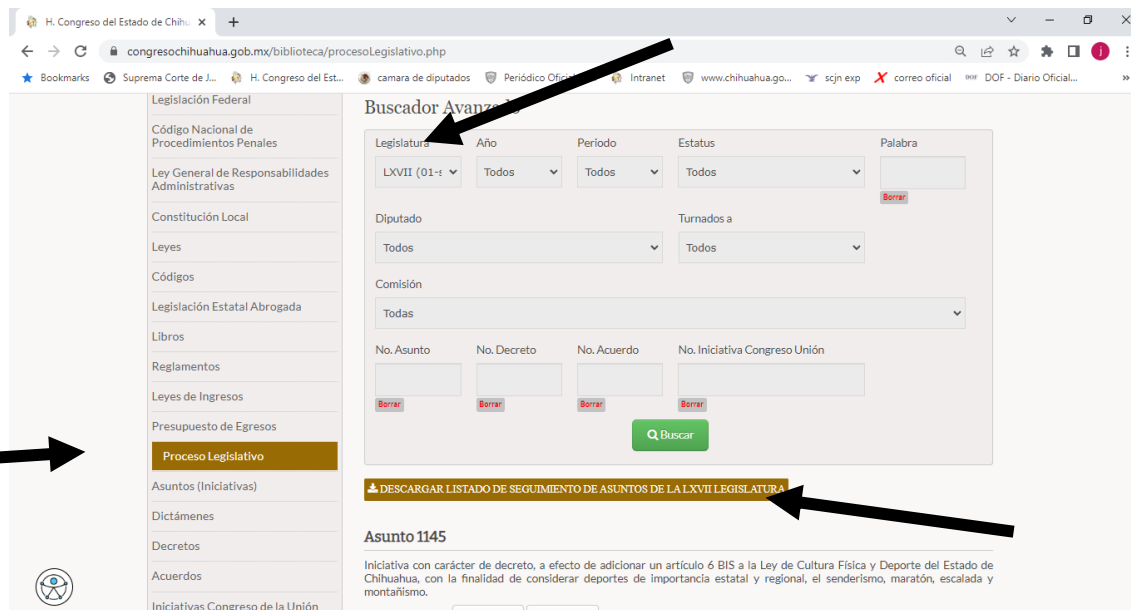 H. Congreso del Estado de Chihu
congresochihuahua.gob.mx/biblioteca/procesoLegislativo.php
j
Bookmarks Suprema Corte de J... H. Congreso del Est... camara de diputados Periódico Intranet www.chihuahua.go... scjn exp correo oficial DOF DOF - Diario Oficial... »
Legislación Federal
Código Nacional de
Procedimientos Penales
Ley General de Responsabilidades
Administrativas
Constitución Local
Leyes
Códigos
Legislación Estatal Abrogada
Libros
Reglamentos
Leyes de Ingresos
Presupuesto de Egresos
Proceso Legislativo
Asuntos (Iniciativas)
Dictámenes
Decretos
Acuerdos
Iniciativas Congreso de la Unión
Buscador Avanzado
Legislatura Año Periodo Estatus Palabra
LXVII (01-s Todos Todos Todos
Borrar
Diputado Turnados a
Todos Todos
Comisión
Todas
No. Asunto No. Decreto No. Acuerdo No. Iniciativa Congreso Unión
Borrar Borrar Borrar Borrar
Buscar
DESCARGAR LISTADO DE SEGUIMIENTO DE ASUNTOS DE LA LXVII LEGISLATURA
Asunto 1145
Iniciativa con carácter de decreto, a efecto de adicionar un artículo 6 BIS a la Ley de Cultura Física y Deporte del Estado de
Chihuahua, con la finalidad de considerar deportes de importancia estatal y regional, el senderismo, maratón, escalada y
montañismo.